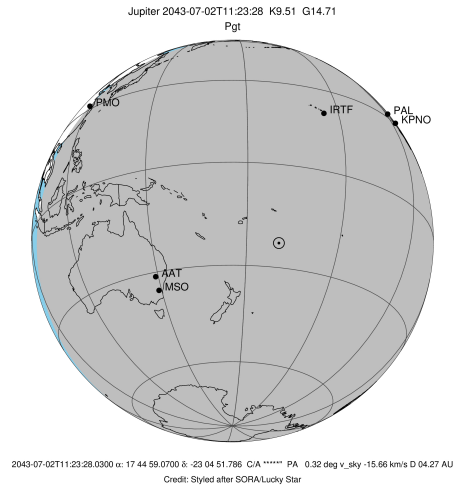 Jupiter 2043-07-02T11:23:28 K9.51 G14.71
Pgt
PMO
IRTF
PAL
KPNO
AAT
MSO
2043-07-02T11:23:28.0300 α: 17 44 59.0700 δ: -23 04 51.786 C/A *****" PA 0.32 deg v_sky -15.66 km/s D 04.27 AU
Credit: Styled after SORA/Lucky Star